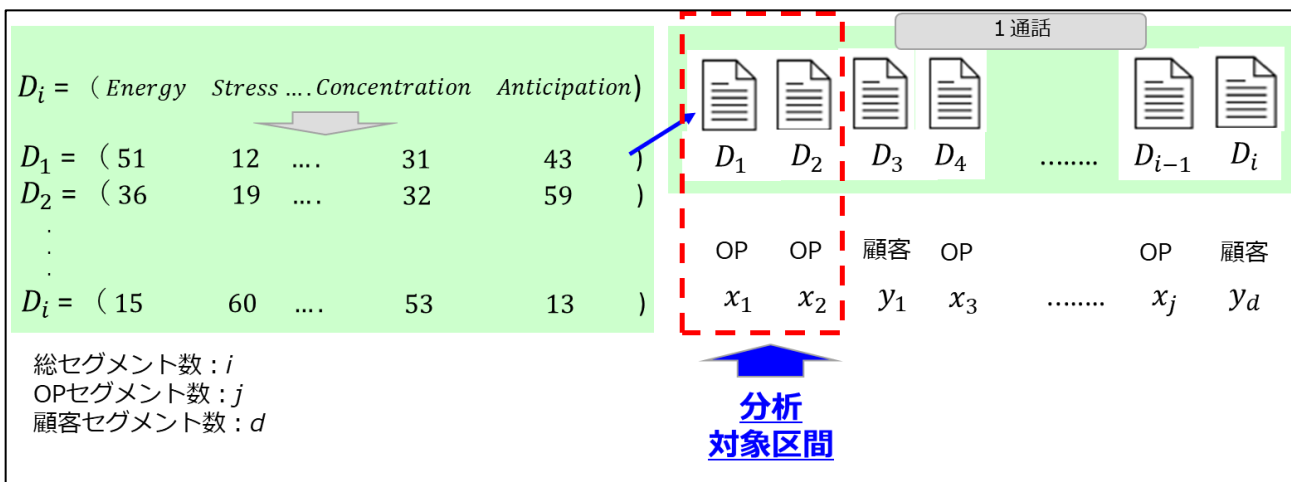 1 通話
D_i = ( Energy Stress .... Concentration Anticipation)
D_1 = ( 51 12 .... 31 43 )
D_2 = ( 36 19 .... 32 59 )
.
.
.
D_i = ( 15 60 .... 53 13 )
D_1 D_2 D_3 D_4 ........ D_{i−1} D_i
OP OP 顧客 OP OP 顧客
x_1 x_2 y_1 x_3 ........ x_j y_d
総セグメント数：i
OPセグメント数：j
顧客セグメント数：d
分析
対象区間